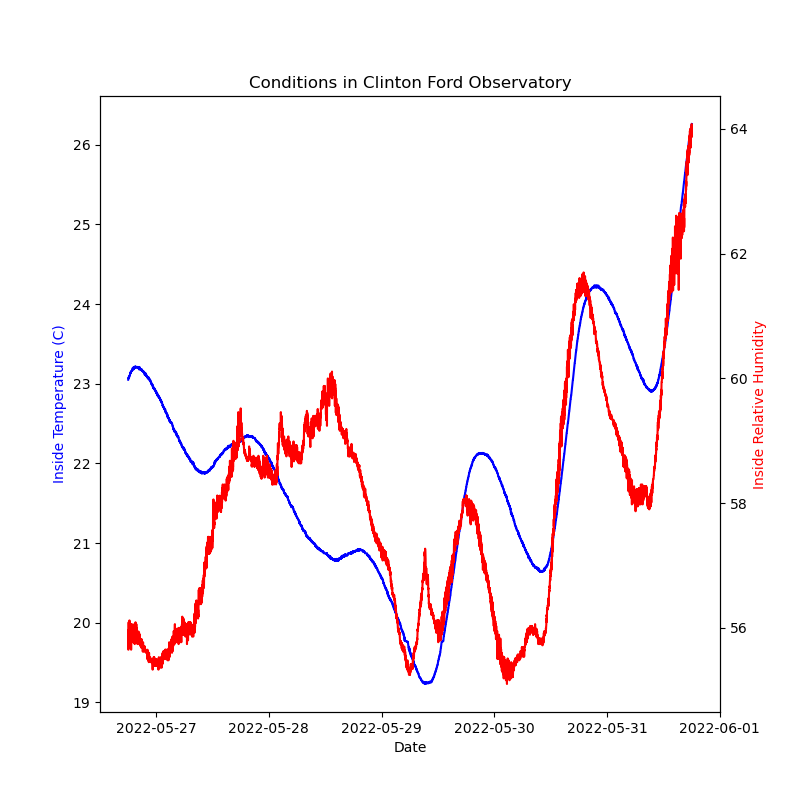 Conditions in Clinton Ford Observatory
Inside Temperature (C)
26
25
24
23
22
21
20
19
64
62
60
58
56
Inside Relative Humidity
2022-05-27 2022-05-28 2022-05-29 2022-05-30 2022-05-31 2022-06-01
Date